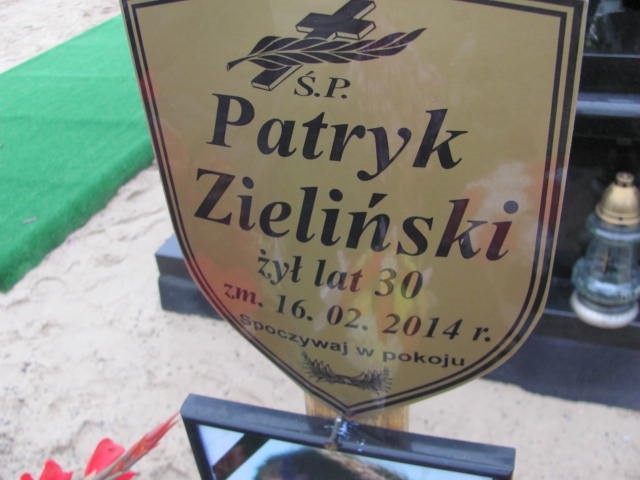 Ś.P.
Patryk
Zieliński
żył lat 30
zm. 16. 02. 2014 r.
Spoczywaj w pokoju